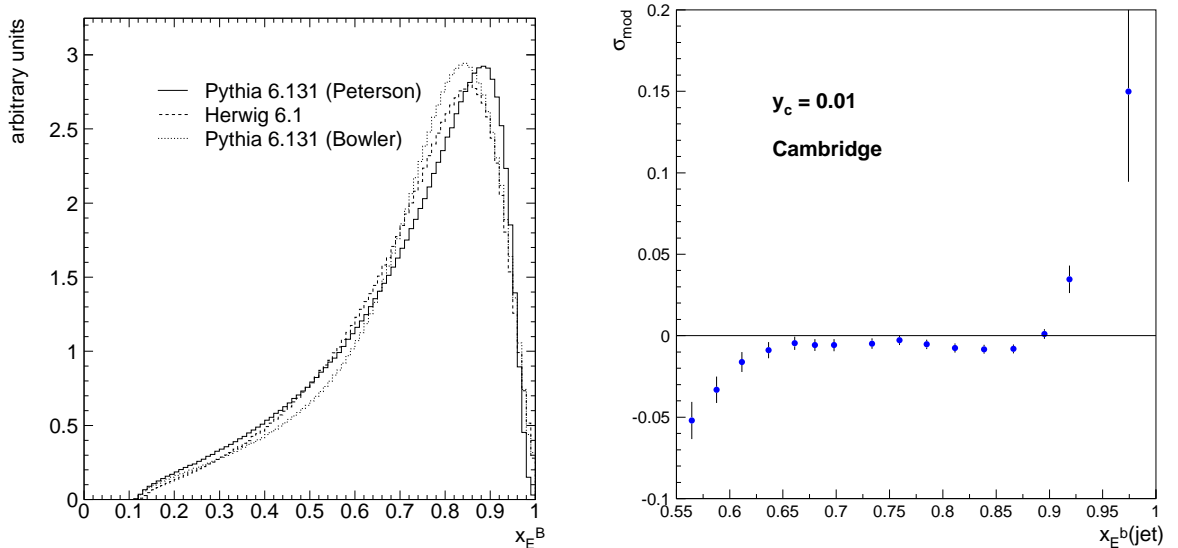 arbitrary units
3
2.5
2
1.5
1
0.5
0
Pythia 6.131 (Peterson)
Herwig 6.1
Pythia 6.131 (Bowler)
0 0.1 0.2 0.3 0.4 0.5 0.6 0.7 0.8 0.9 1
x_E^B
σ_mod
0.2
0.15
0.1
0.05
0
-0.05
-0.1
y_c = 0.01
Cambridge
0.55 0.6 0.65 0.7 0.75 0.8 0.85 0.9 0.95 1
x_E^b(jet)